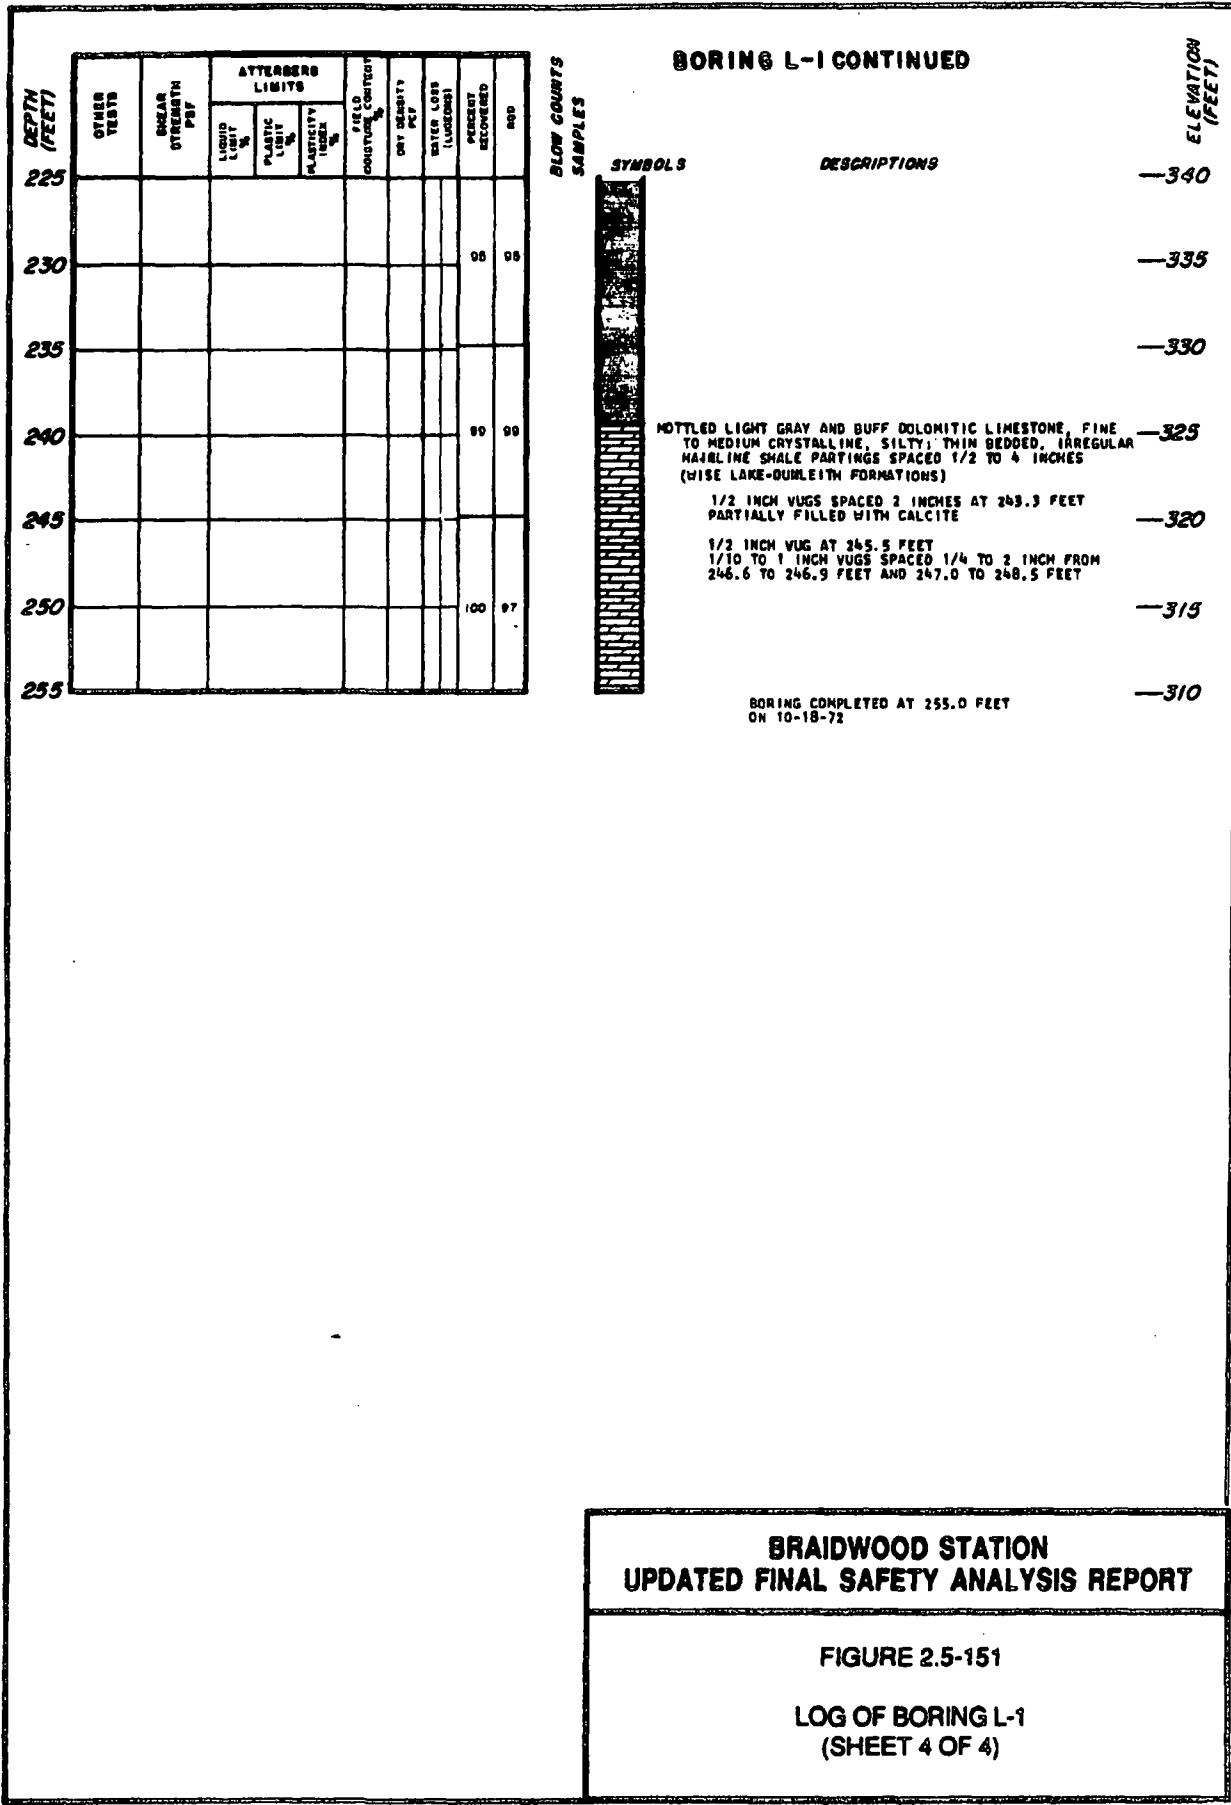 BORING L-1 CONTINUED
DEPTH (FEET)
OTHER TESTS
SHEAR STRENGTH PSF
ATTERBERG LIMITS
LIQUID LIMIT %
PLASTIC LIMIT %
PLASTICITY INDEX %
FIELD MOISTURE CONTENT %
DRY DENSITY PCF
WATER LOSS (LUGEONS)
PERCENT RECOVERED
RQD
BLOW COUNTS
SAMPLES
SYMBOLS
DESCRIPTIONS
ELEVATION (FEET)
225
—340
98 98
230
—335
235
—330
MOTTLED LIGHT GRAY AND BUFF DOLOMITIC LIMESTONE, FINE
TO MEDIUM CRYSTALLINE, SILTY; THIN BEDDED, IRREGULAR
HAIRLINE SHALE PARTINGS SPACED 1/2 TO 4 INCHES
(WISE LAKE-DUNLEITH FORMATIONS)
99 99
240
—325
1/2 INCH VUGS SPACED 2 INCHES AT 243.3 FEET
PARTIALLY FILLED WITH CALCITE
245
—320
1/2 INCH VUG AT 245.5 FEET
1/10 TO 1 INCH VUGS SPACED 1/4 TO 2 INCH FROM
246.6 TO 246.9 FEET AND 247.0 TO 248.5 FEET
250
100 97
—315
255
—310
BORING COMPLETED AT 255.0 FEET
ON 10-18-72
BRAIDWOOD STATION
UPDATED FINAL SAFETY ANALYSIS REPORT
FIGURE 2.5-151
LOG OF BORING L-1
(SHEET 4 OF 4)